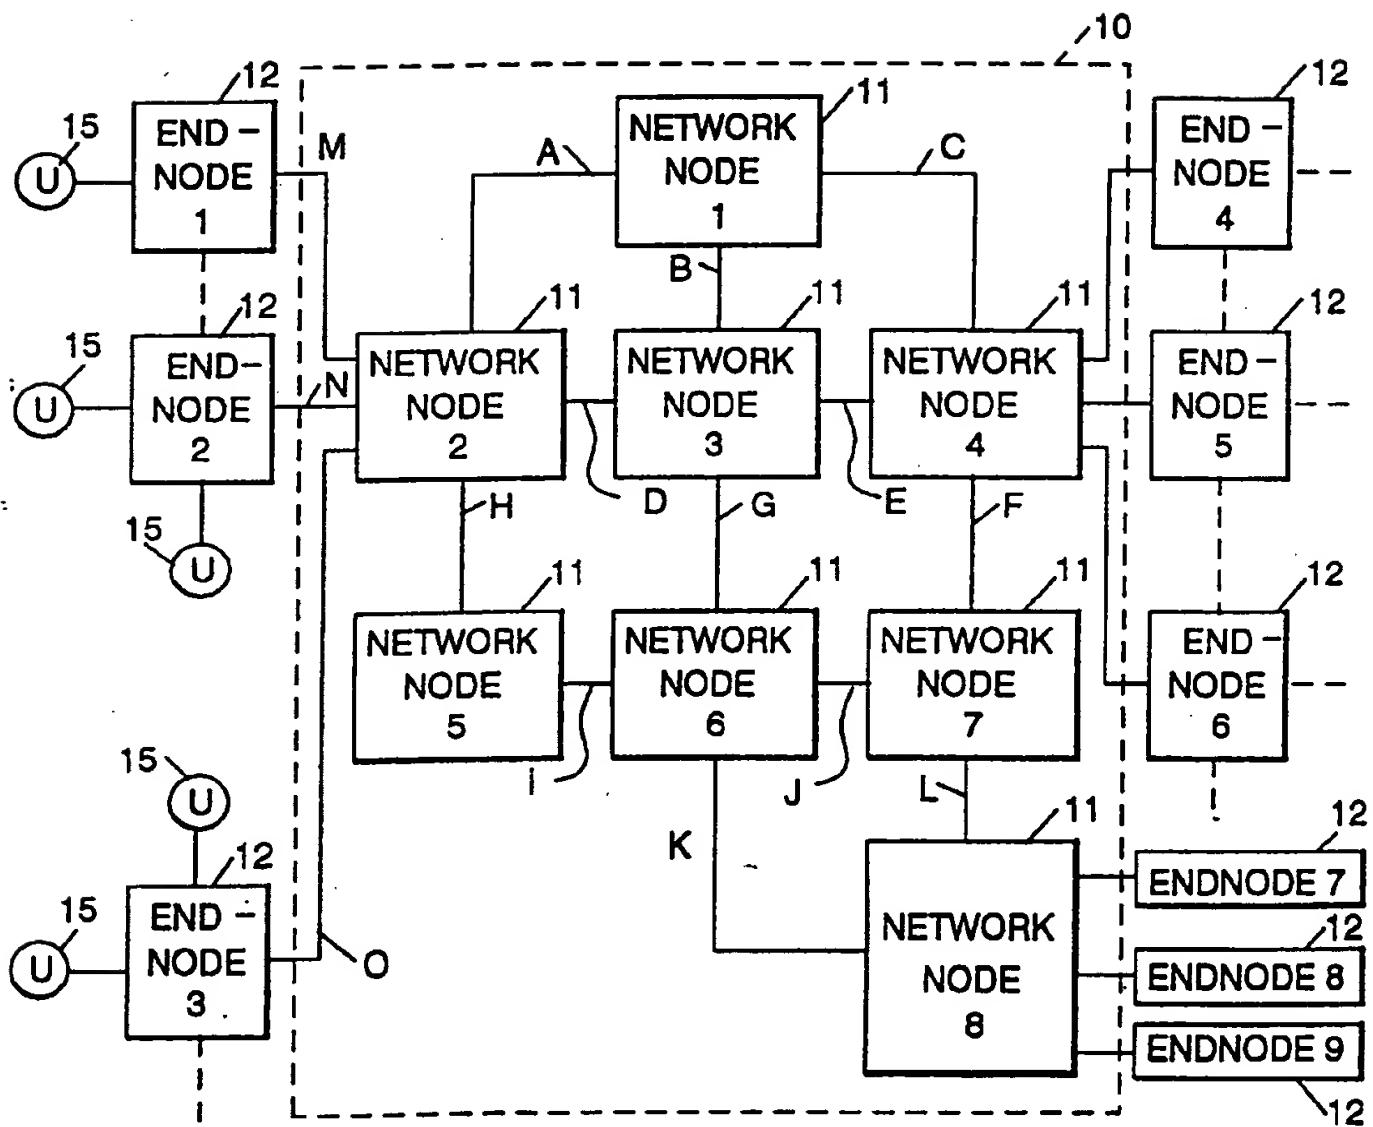 10
12
11
12
15
END-
NODE
1
M
A
NETWORK
NODE
1
C
END-
NODE
4
U
B
12
11
11
11
12
15
END-
NODE
2
N
NETWORK
NODE
2
NETWORK
NODE
3
NETWORK
NODE
4
END-
NODE
5
U
H
D
G
E
F
15
U
11
11
11
12
NETWORK
NODE
5
NETWORK
NODE
6
NETWORK
NODE
7
END-
NODE
6
15
U
I
J
L
K
11
12
12
ENDNODE 7
15
END-
NODE
3
U
O
NETWORK
NODE
8
12
ENDNODE 8
ENDNODE 9
12